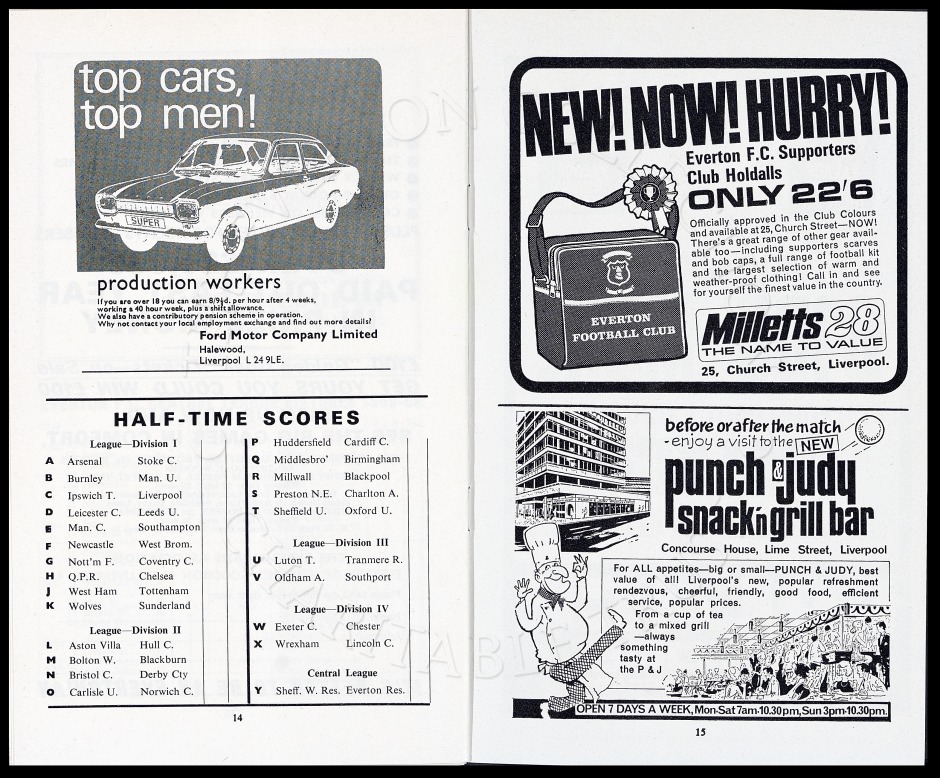 top cars,
top men!
SUPER
production workers
If you are over 18 you can earn 8/9½d. per hour after 4 weeks,
working a 40 hour week, plus a shift allowance.
We also have a contributory pension scheme in operation.
Why not contact your local employment exchange and find out more details?
Ford Motor Company Limited
Halewood,
Liverpool L 24 9LE.
HALF-TIME SCORES
League—Division I
A Arsenal Stoke C.
B Burnley Man. U.
C Ipswich T. Liverpool
D Leicester C. Leeds U.
E Man. C. Southampton
F Newcastle West Brom.
G Nott'm F. Coventry C.
H Q.P.R. Chelsea
J West Ham Tottenham
K Wolves Sunderland
League—Division II
L Aston Villa Hull C.
M Bolton W. Blackburn
N Bristol C. Derby Cty
O Carlisle U. Norwich C.
P Huddersfield Cardiff C.
Q Middlesbro' Birmingham
R Millwall Blackpool
S Preston N.E. Charlton A.
T Sheffield U. Oxford U.
League—Division III
U Luton T. Tranmere R.
V Oldham A. Southport
League—Division IV
W Exeter C. Chester
X Wrexham Lincoln C.
Central League
Y Sheff. W. Res. Everton Res.
14
NEW! NOW! HURRY!
Everton F.C. Supporters
Club Holdalls
ONLY 22'6
Officially approved in the Club Colours
and available at 25, Church Street—NOW!
There's a great range of other gear avail-
able too—including supporters scarves
and bob caps, a full range of football kit
and the largest selection of warm and
weather-proof clothing! Call in and see
for yourself the finest value in the country.
EVERTON
FOOTBALL CLUB
Milletts 28
THE NAME TO VALUE
25, Church Street, Liverpool.
before or after the match
-enjoy a visit to the NEW
punch & judy
snack'n grill bar
Concourse House, Lime Street, Liverpool
For ALL appetites—big or small—PUNCH & JUDY, best
value of all! Liverpool's new, popular refreshment
rendezvous, cheerful, friendly, good food, efficient
service, popular prices.
From a cup of tea
to a mixed grill
—always
something
tasty at
the P & J
OPEN 7 DAYS A WEEK, Mon-Sat 7am-10.30pm, Sun 3pm-10.30pm.
15